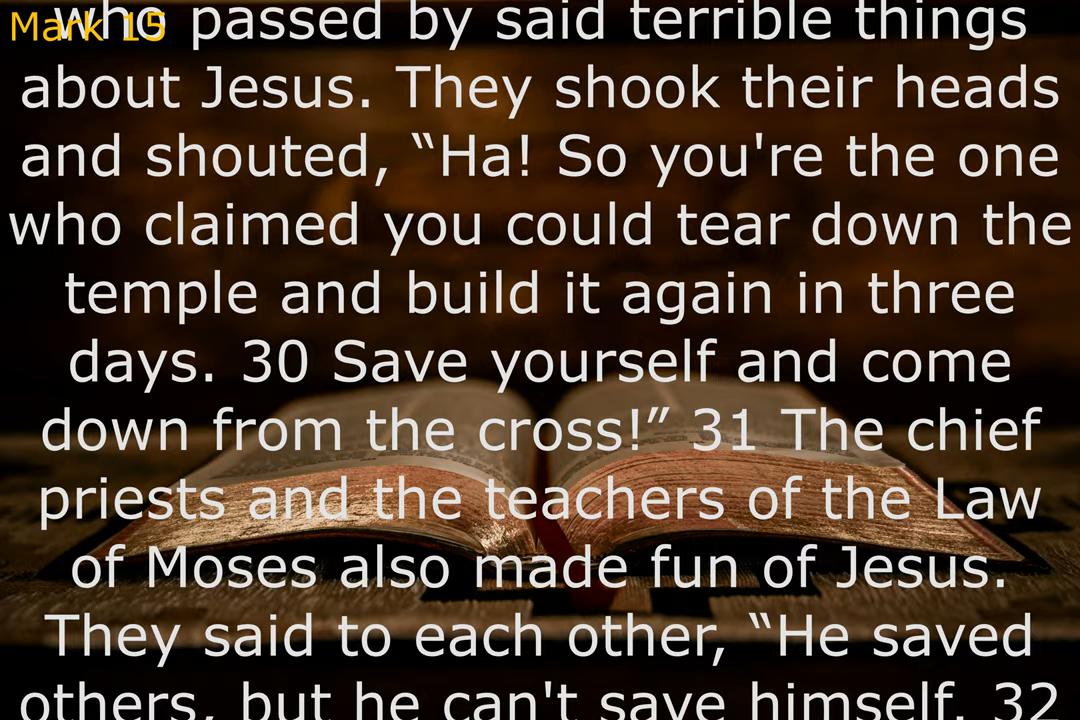 Mark 15
who passed by said terrible things
about Jesus. They shook their heads
and shouted, “Ha! So you're the one
who claimed you could tear down the
temple and build it again in three
days. 30 Save yourself and come
down from the cross!” 31 The chief
priests and the teachers of the Law
of Moses also made fun of Jesus.
They said to each other, “He saved
others, but he can't save himself. 32